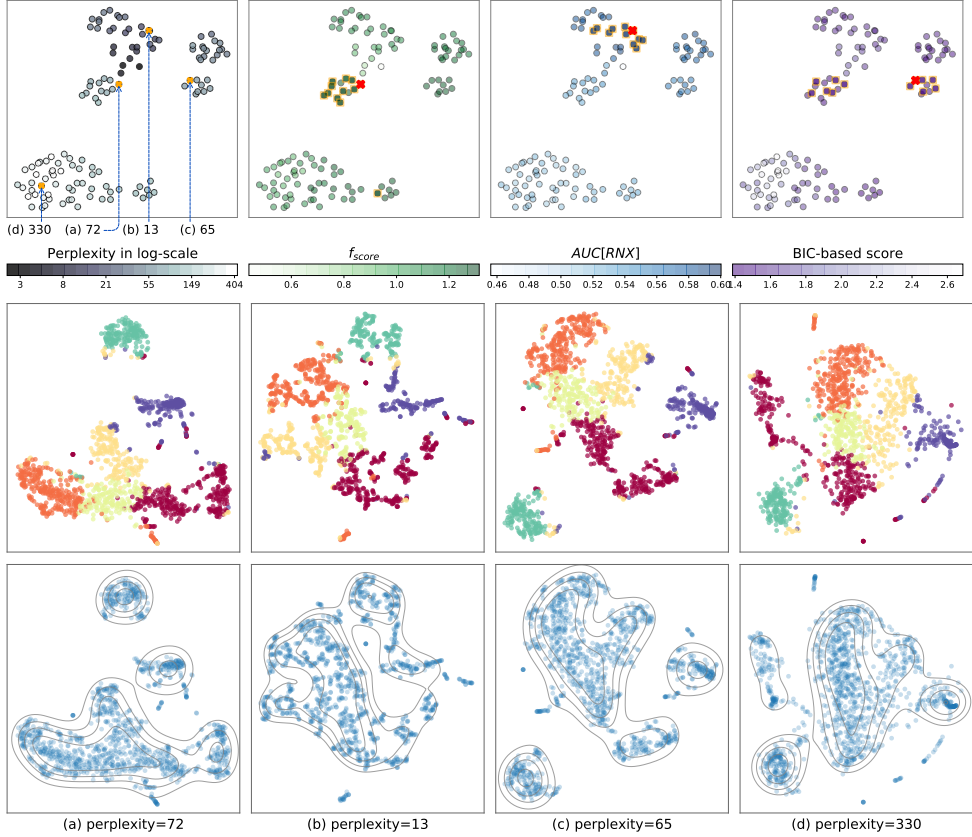 (d) 330 (a) 72 (b) 13 (c) 65
Perplexity in log-scale
3 8 21 55 149 404
fscore
0.6 0.8 1.0 1.2
AUC[RNX]
0.46 0.50 0.52 0.54 0.56 0.58 0.60
BIC-based score
1.4 1.6 1.8 2.0 2.2 2.4 2.6
(a) perplexity=72
(b) perplexity=13
(c) perplexity=65
(d) perplexity=330